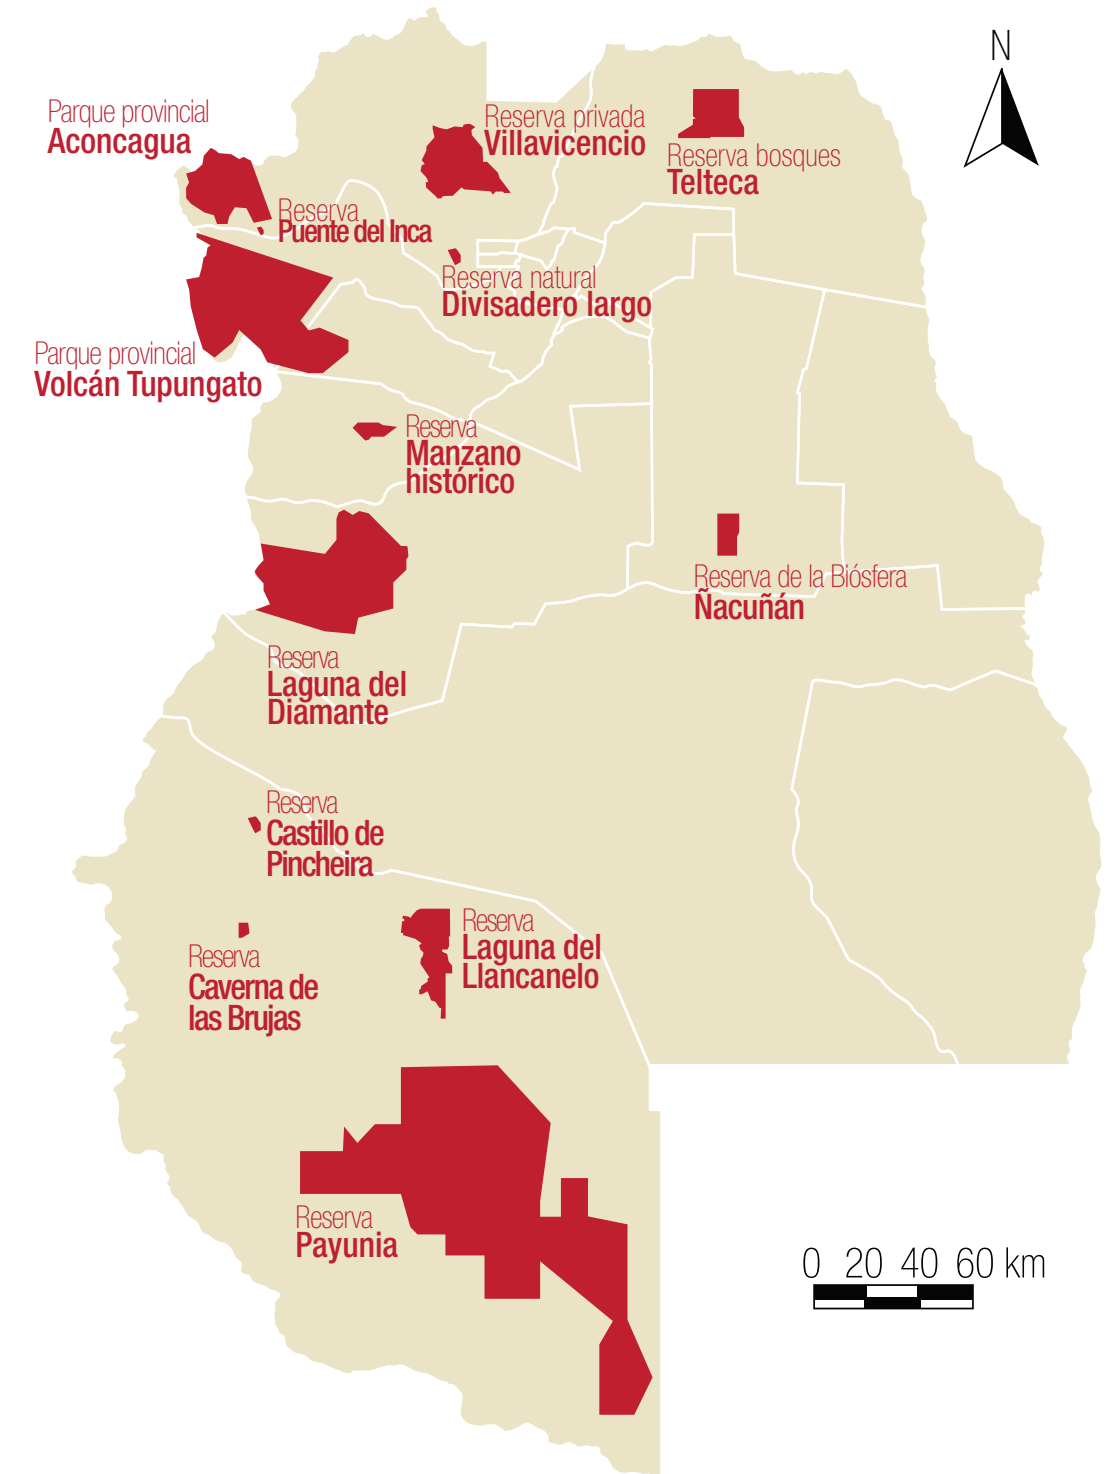 N
Parque provincial
Aconcagua
Reserva privada
Villavicencio
Reserva bosques
Telteca
Reserva
Puente del Inca
Reserva natural
Divisadero largo
Parque provincial
Volcán Tupungato
Reserva
Manzano
histórico
Reserva de la Biósfera
Ñacuñán
Reserva
Laguna del
Diamante
Reserva
Castillo de
Pincheira
Reserva
Laguna del
Llancanelo
Reserva
Caverna de
las Brujas
Reserva
Payunia
0 20 40 60 km